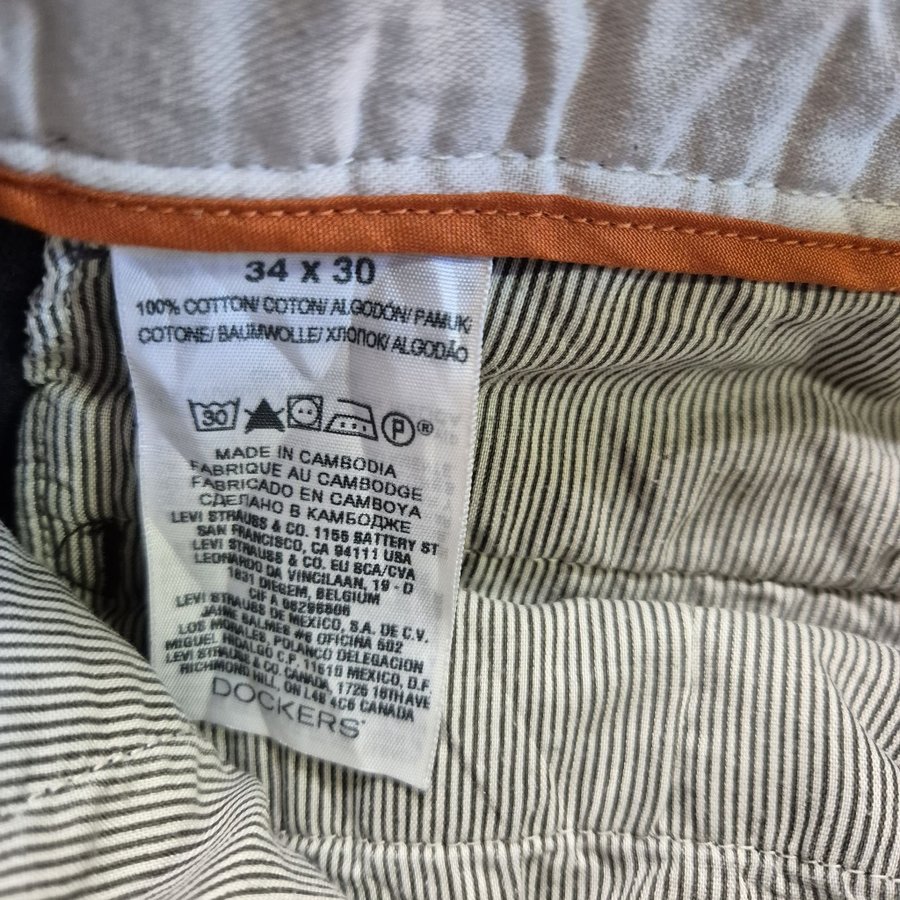 34 x 30
100% COTTON/ COTON/ ALGODÓN/ PAMUK/
COTONE/ BAUMWOLLE/ ХЛОПОК/ ALGODÃO
30 P ®
MADE IN CAMBODIA
FABRIQUE AU CAMBODGE
FABRICADO EN CAMBOYA
СДЕЛАНО В КАМБОДЖЕ
LEVI STRAUSS & CO. 1155 BATTERY ST
SAN FRANCISCO, CA 94111 USA
LEVI STRAUSS & CO. EU BCA/CVA
LEONARDO DA VINCILAAN, 19 - D
1831 DIEGEM, BELGIUM
CIF A 08298806
LEVI STRAUSS DE MEXICO, S.A. DE C.V.
JAIME BALMES #8 OFICINA 502
LOS MORALES, POLANCO DELEGACION
MIGUEL HIDALGO C.P. 11510 MEXICO, D.F.
LEVI STRAUSS & CO. CANADA, 1725 16TH AVE
RICHMOND HILL, ON L4B 4C6 CANADA
DOCKERS®